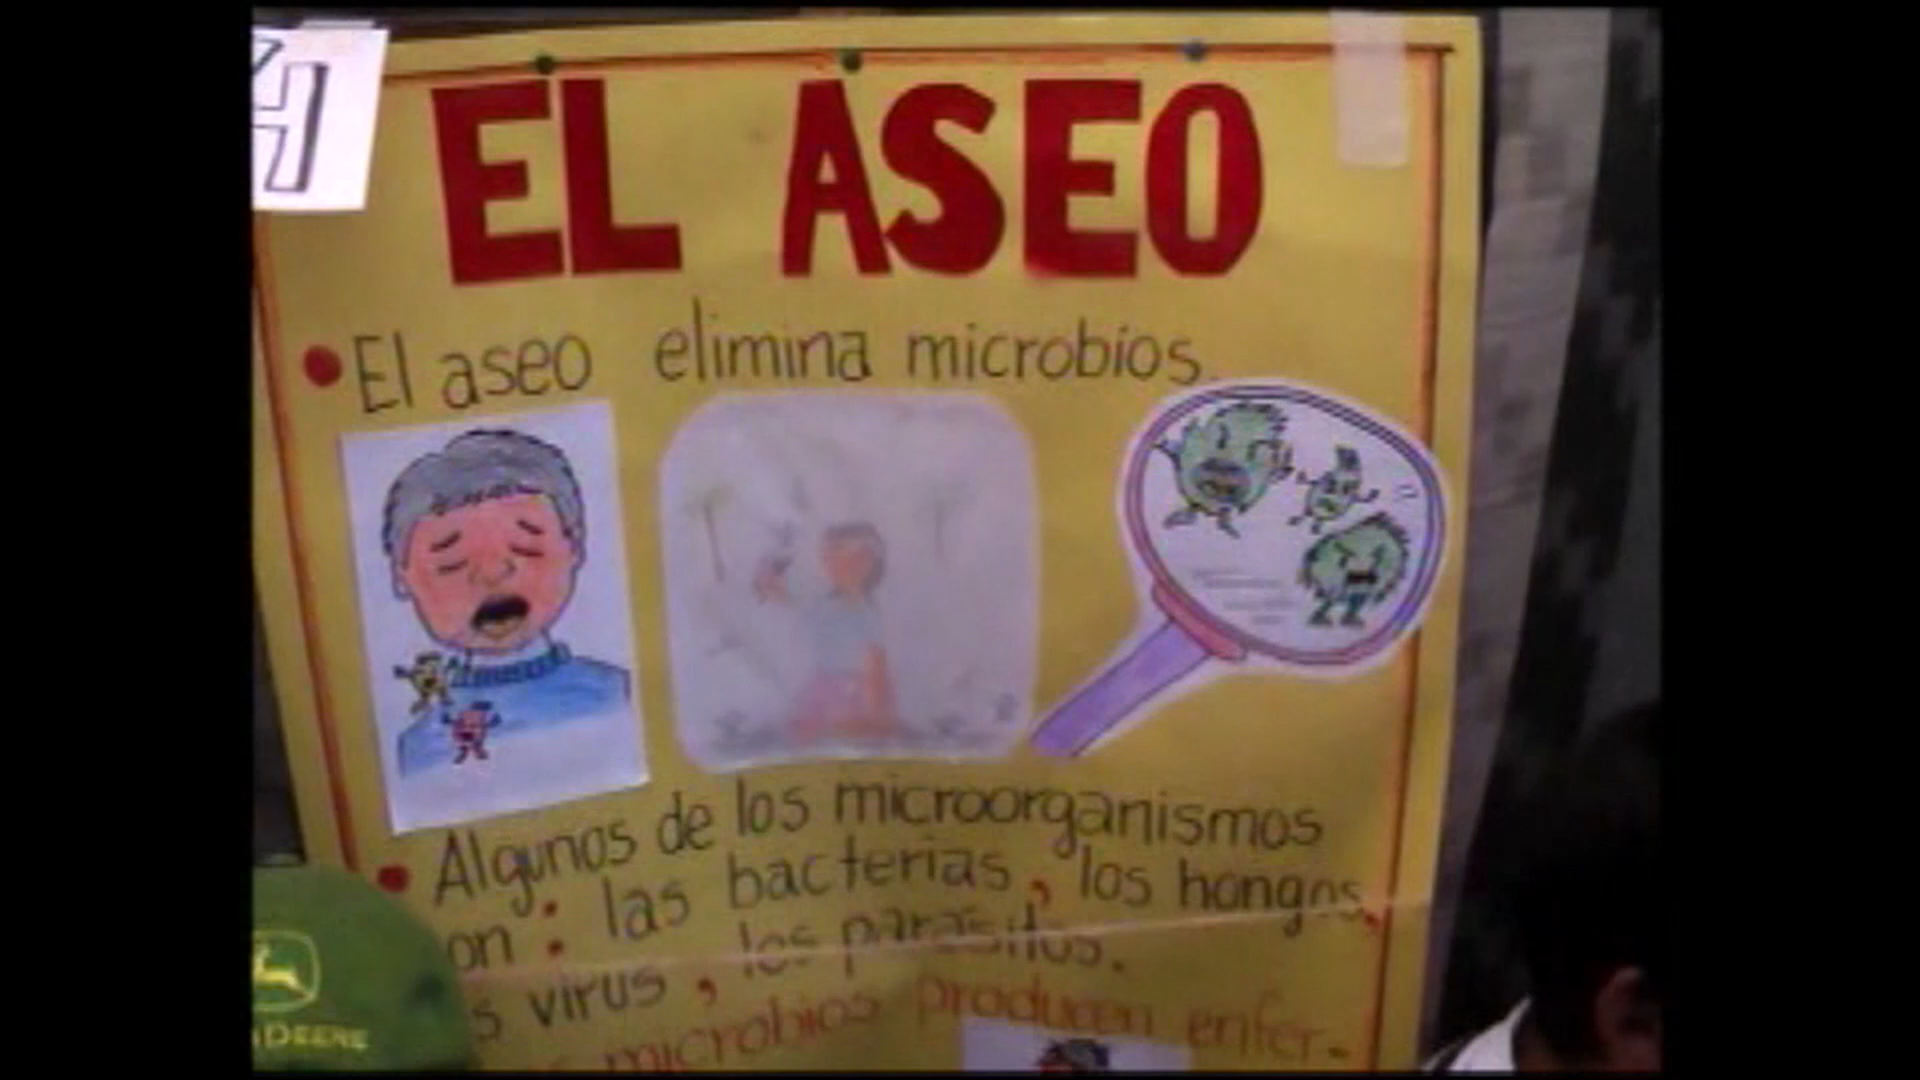 H
EL ASEO
• El aseo elimina microbios.
• Algunos de los microorganismos
on : las bacterias, los hongos,
s virus, los parasitos.
s microbios producen enfer-
DEERE